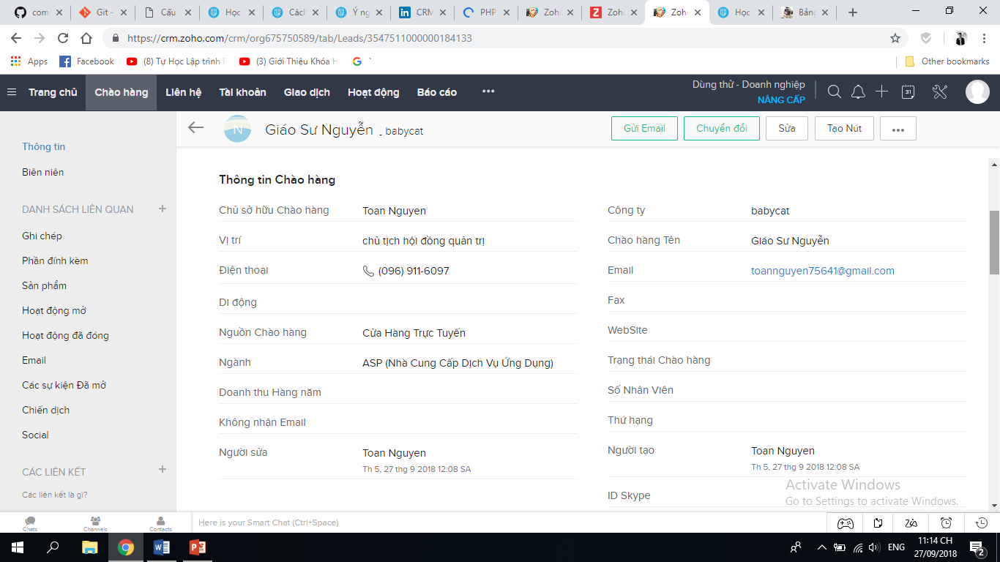 com
Git -
Cấu
Học
Các
Ý ng
CRM
PHP
Zoho
Zoho
Zoho
Học
Bảng
https://crm.zoho.com/crm/org675750589/tab/Leads/3547511000000184133
Apps
Facebook
(8) Tự Học Lập trình
(3) Giới Thiệu Khóa H
Other bookmarks
Trang chủ
Chào hàng
Liên hệ
Tài khoản
Giao dịch
Hoạt động
Báo cáo
Dùng thử - Doanh nghiệp
NÂNG CẤP
31
N
Giáo Sư Nguyễn - babycat
Gửi Email
Chuyển đổi
Sửa
Tạo Nút
Thông tin
Biên niên
DANH SÁCH LIÊN QUAN
Ghi chép
Phần đính kèm
Sản phẩm
Hoạt động mở
Hoạt động đã đóng
Email
Các sự kiện Đã mở
Chiến dịch
Social
CÁC LIÊN KẾT
Các liên kết là gì?
Thông tin Chào hàng
Chủ sở hữu Chào hàng Toan Nguyen
Công ty babycat
Vị trí chủ tịch hội đồng quản trị
Chào hàng Tên Giáo Sư Nguyễn
Điện thoại (096) 911-6097
Email toannguyen75641@gmail.com
Di động
Fax
Nguồn Chào hàng Cửa Hàng Trực Tuyến
WebSite
Ngành ASP (Nhà Cung Cấp Dịch Vụ Ứng Dụng)
Trạng thái Chào hàng
Doanh thu Hàng năm
Số Nhân Viên
Không nhận Email
Thứ hạng
Người sửa Toan Nguyen
Th 5, 27 thg 9 2018 12:08 SA
Người tạo Toan Nguyen
Th 5, 27 thg 9 2018 12:08 SA
ID Skype
Activate Windows
Go to Settings to activate Windows.
Chats
Channels
Contacts
Here is your Smart Chat (Ctrl+Space)
ENG
11:14 CH
27/09/2018
2